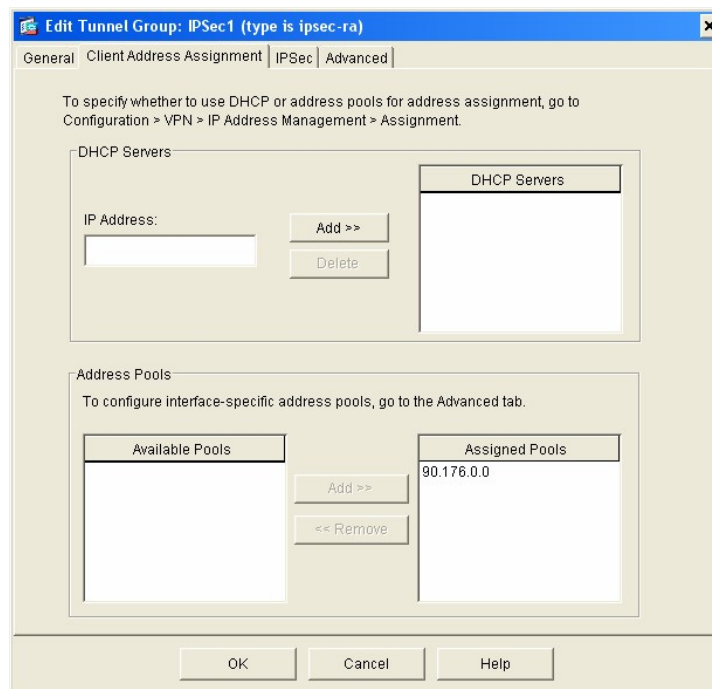 Edit Tunnel Group: IPSec1 (type is ipsec-ra)
General Client Address Assignment IPSec Advanced
To specify whether to use DHCP or address pools for address assignment, go to
Configuration > VPN > IP Address Management > Assignment.
DHCP Servers
DHCP Servers
IP Address:
Add >>
Delete
Address Pools
To configure interface-specific address pools, go to the Advanced tab.
Available Pools
Assigned Pools
90.176.0.0
Add >>
<< Remove
OK Cancel Help